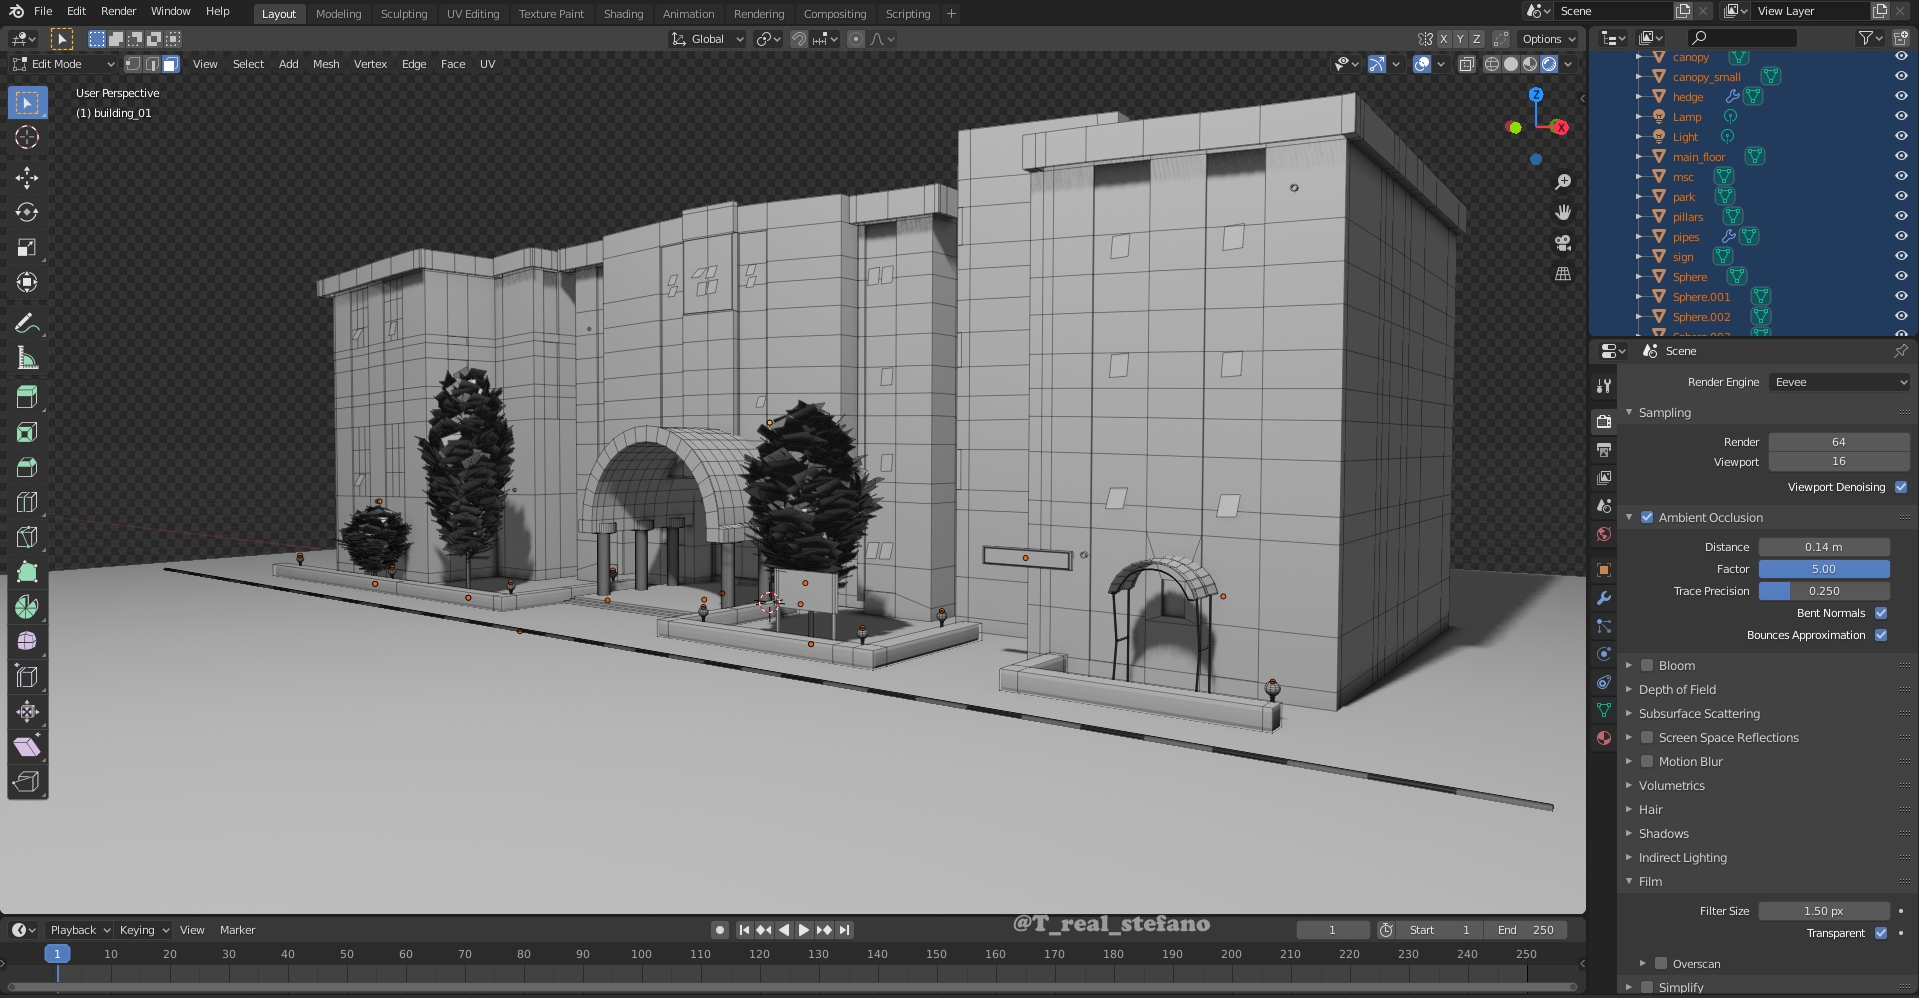 File Edit Render Window Help Layout Modeling Sculpting UV Editing Texture Paint Shading Animation Rendering Compositing Scripting + Scene View Layer
Global X Y Z Options
Edit Mode View Select Add Mesh Vertex Edge Face UV
User Perspective
(1) building_01
Z
X
canopy
canopy_small
hedge
Lamp
Light
main_floor
msc
park
pillars
pipes
sign
Sphere
Sphere.001
Sphere.002
Scene
Render Engine Eevee
Sampling
Render 64
Viewport 16
Viewport Denoising
Ambient Occlusion
Distance 0.14 m
Factor 5.00
Trace Precision 0.250
Bent Normals
Bounces Approximation
Bloom
Depth of Field
Subsurface Scattering
Screen Space Reflections
Motion Blur
Volumetrics
Hair
Shadows
Indirect Lighting
Film
Filter Size 1.50 px
Transparent
Overscan
Simplify
@T_real_stefano
Playback Keying View Marker 1 Start 1 End 250
1 10 20 30 40 50 60 70 80 90 100 110 120 130 140 150 160 170 180 190 200 210 220 230 240 250